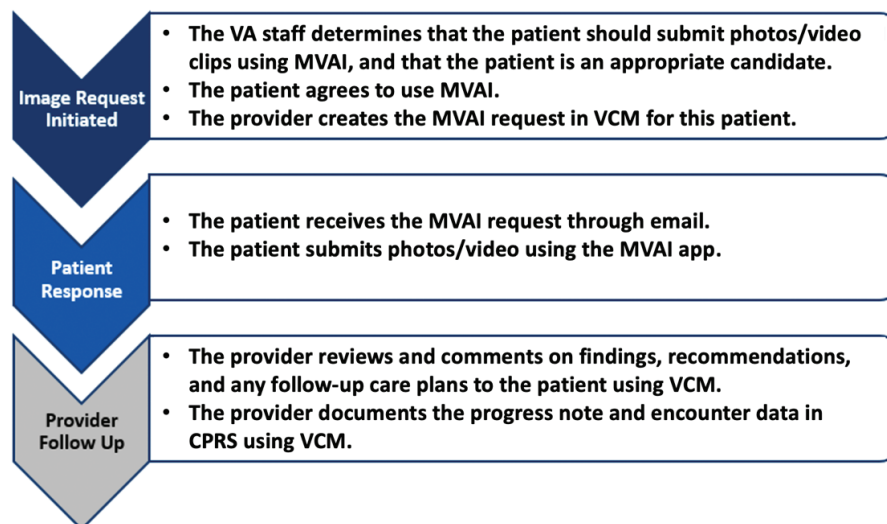 Image Request
Initiated
• The VA staff determines that the patient should submit photos/video
clips using MVAI, and that the patient is an appropriate candidate.
• The patient agrees to use MVAI.
• The provider creates the MVAI request in VCM for this patient.
Patient
Response
• The patient receives the MVAI request through email.
• The patient submits photos/video using the MVAI app.
Provider
Follow Up
• The provider reviews and comments on findings, recommendations,
and any follow-up care plans to the patient using VCM.
• The provider documents the progress note and encounter data in
CPRS using VCM.